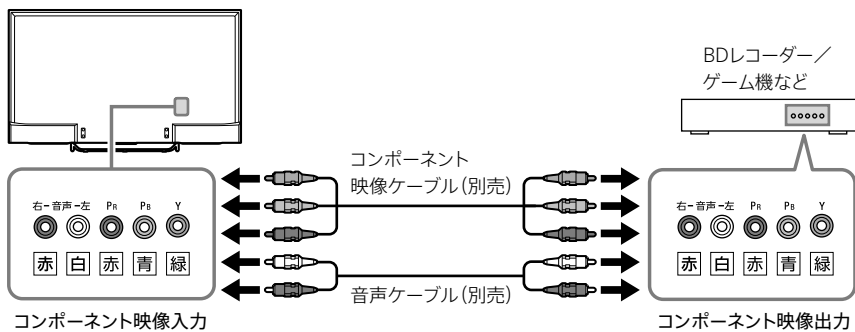 BDレコーダー／
ゲーム機など
コンポーネント
映像ケーブル（別売）
右－音声－左 PR PB Y
赤 白 赤 青 緑
右－音声－左 PR PB Y
赤 白 赤 青 緑
音声ケーブル（別売）
コンポーネント映像入力
コンポーネント映像出力